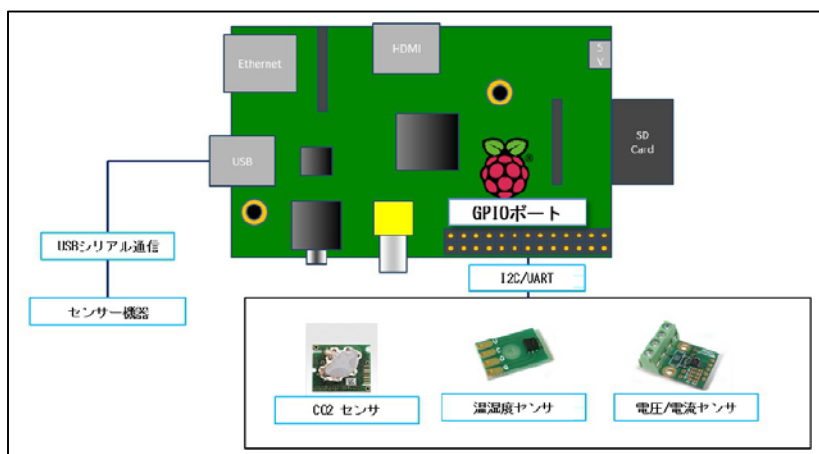 Ethernet
HDMI
5
V
USB
SD
Card
GPIOポート
USBシリアル通信
I2C/UART
センサー機器
CO2 センサ
温湿度センサ
電圧/電流センサ